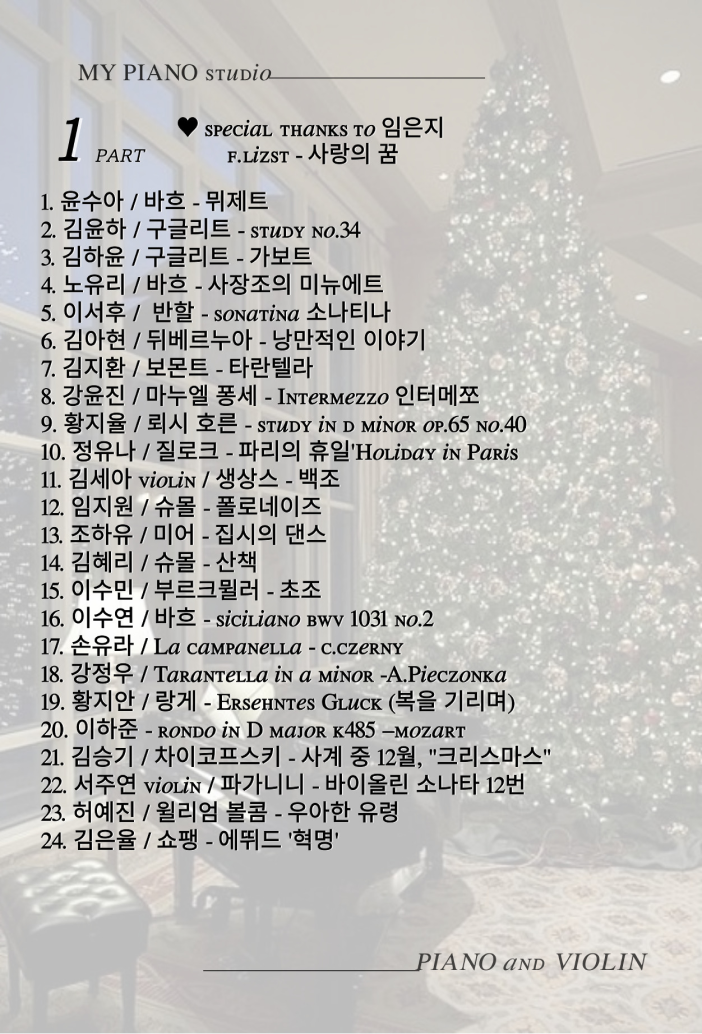 MY PIANO STUDIO
1 PART
♥ SPECIAL THANKS TO 임은지
F.LIZST - 사랑의 꿈
1. 윤수아 / 바흐 - 뮈제트
2. 김윤하 / 구글리트 - STUDY NO.34
3. 김하윤 / 구글리트 - 가보트
4. 노유리 / 바흐 - 사장조의 미뉴에트
5. 이서후 / 반할 - SONATINA 소나티나
6. 김아현 / 뒤베르누아 - 낭만적인 이야기
7. 김지환 / 보몬트 - 타란텔라
8. 강윤진 / 마누엘 퐁세 - INTERMEZZO 인터메쪼
9. 황지율 / 뢰시 호른 - STUDY IN D MINOR OP.65 NO.40
10. 정유나 / 질로크 - 파리의 휴일'HOLIDAY IN PARIS
11. 김세아 VIOLIN / 생상스 - 백조
12. 임지원 / 슈몰 - 폴로네이즈
13. 조하유 / 미어 - 집시의 댄스
14. 김혜리 / 슈몰 - 산책
15. 이수민 / 부르크뮐러 - 초조
16. 이수연 / 바흐 - SICILIANO BWV 1031 NO.2
17. 손유라 / LA CAMPANELLA - C.CZERNY
18. 강정우 / TARANTELLA IN A MINOR -A.PIECZONKA
19. 황지안 / 랑게 - ERSEHNTES GLUCK (복을 기리며)
20. 이하준 - RONDO IN D MAJOR K485 –MOZART
21. 김승기 / 차이코프스키 - 사계 중 12월, "크리스마스"
22. 서주연 VIOLIN / 파가니니 - 바이올린 소나타 12번
23. 허예진 / 윌리엄 볼콤 - 우아한 유령
24. 김은율 / 쇼팽 - 에뛰드 '혁명'
PIANO AND VIOLIN